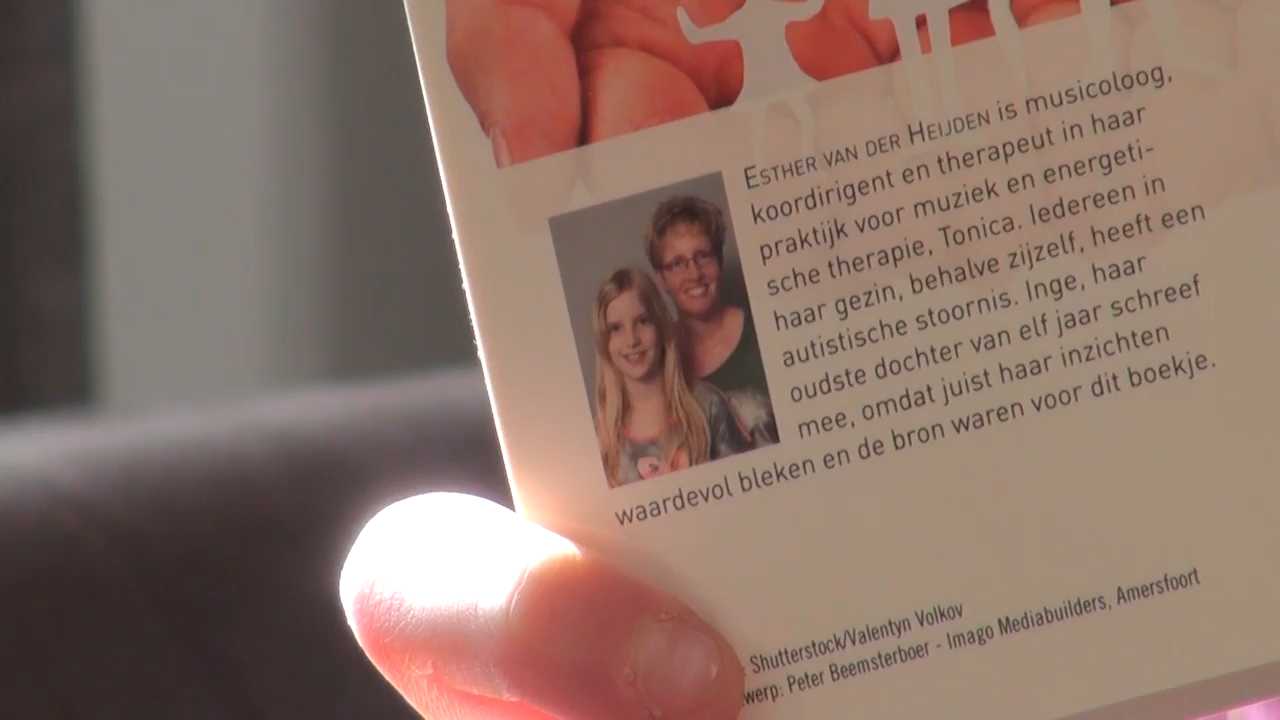 ESTHER VAN DER HEIJDEN is musicoloog,
koordirigent en therapeut in haar
praktijk voor muziek en energeti-
sche therapie, Tonica. Iedereen in
haar gezin, behalve zijzelf, heeft een
autistische stoornis. Inge, haar
oudste dochter van elf jaar schreef
mee, omdat juist haar inzichten
waardevol bleken en de bron waren voor dit boekje.
: Shutterstock/Valentyn Volkov
werp: Peter Beemsterboer - Imago Mediabuilders, Amersfoort